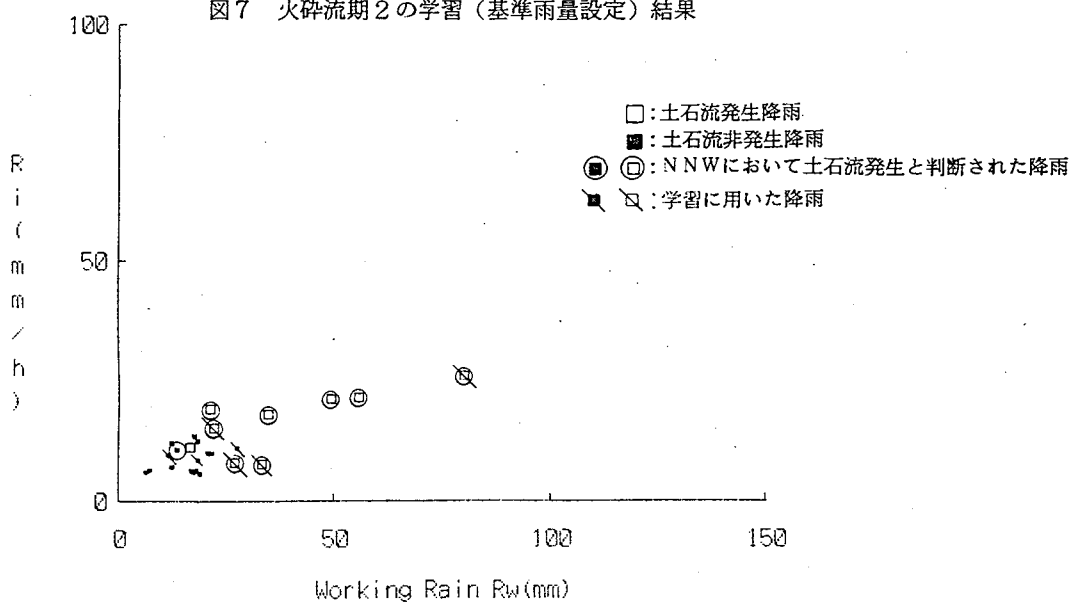 図7 火砕流期2の学習(基準雨量設定)結果
100
□:土石流発生降雨
■:土石流非発生降雨
:NNWにおいて土石流発生と判断された降雨
:学習に用いた降雨
Ri(mm/h)
50
0
0 50 100 150
Working Rain Rw(mm)